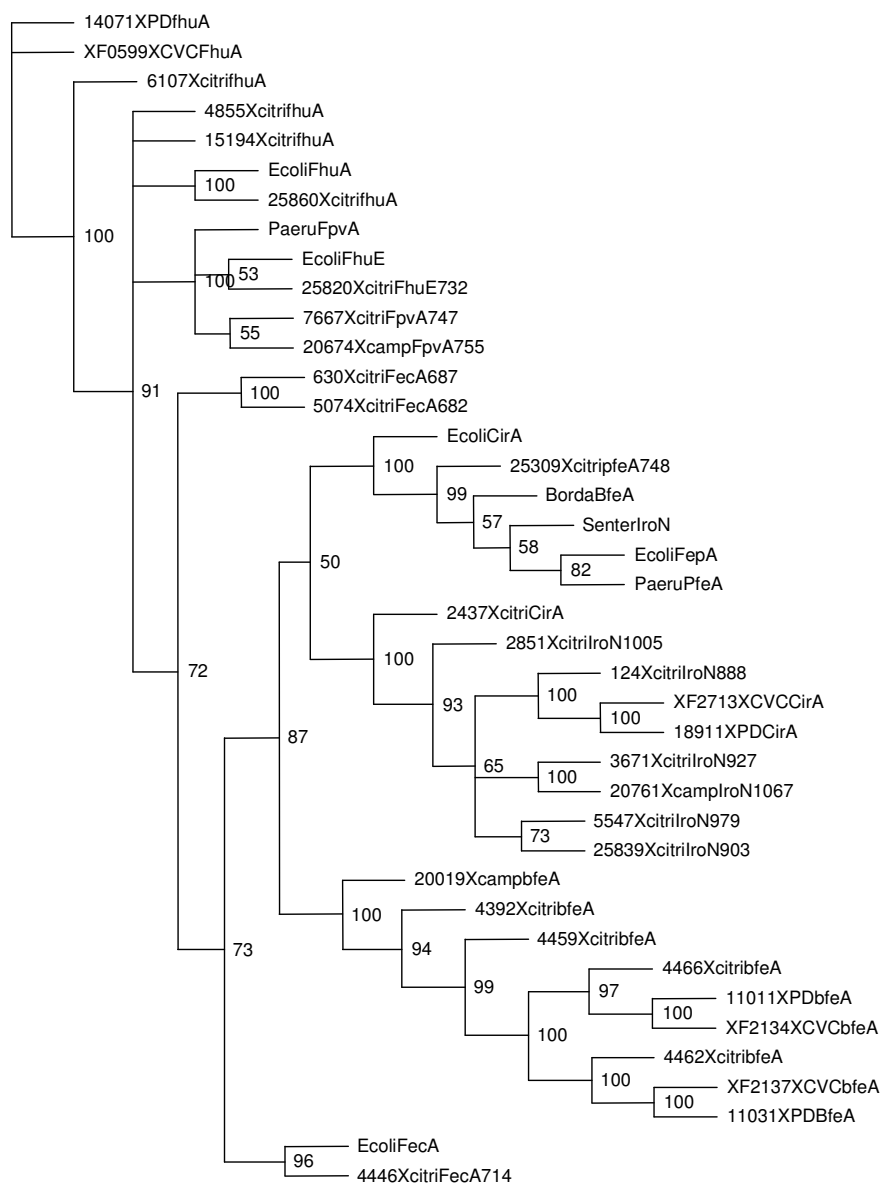 14071XPDfhuA
XF0599XCVCFhuA
6107XcitrifhuA
4855XcitrifhuA
15194XcitrifhuA
EcoliFhuA
100
25860XcitrifhuA
PaeruFpvA
100
EcoliFhuE
100
53
25820XcitriFhuE732
7667XcitriFpvA747
55
20674XcampFpvA755
630XcitriFecA687
91
100
5074XcitriFecA682
EcoliCirA
100
25309XcitripfeA748
99
BordaBfeA
57
SenterIroN
58
EcoliFepA
50
82
PaeruPfeA
2437XcitriCirA
2851XcitriIroN1005
100
72
124XcitriIroN888
100
93
XF2713XCVCCirA
100
18911XPDCirA
87
3671XcitriIroN927
65
100
20761XcampIroN1067
5547XcitriIroN979
73
25839XcitriIroN903
20019XcampbfeA
100
4392XcitribfeA
73
94
4459XcitribfeA
4466XcitribfeA
99
97
11011XPDbfeA
100
XF2134XCVCbfeA
100
4462XcitribfeA
100
XF2137XCVCbfeA
100
11031XPDBfeA
EcoliFecA
96
4446XcitriFecA714